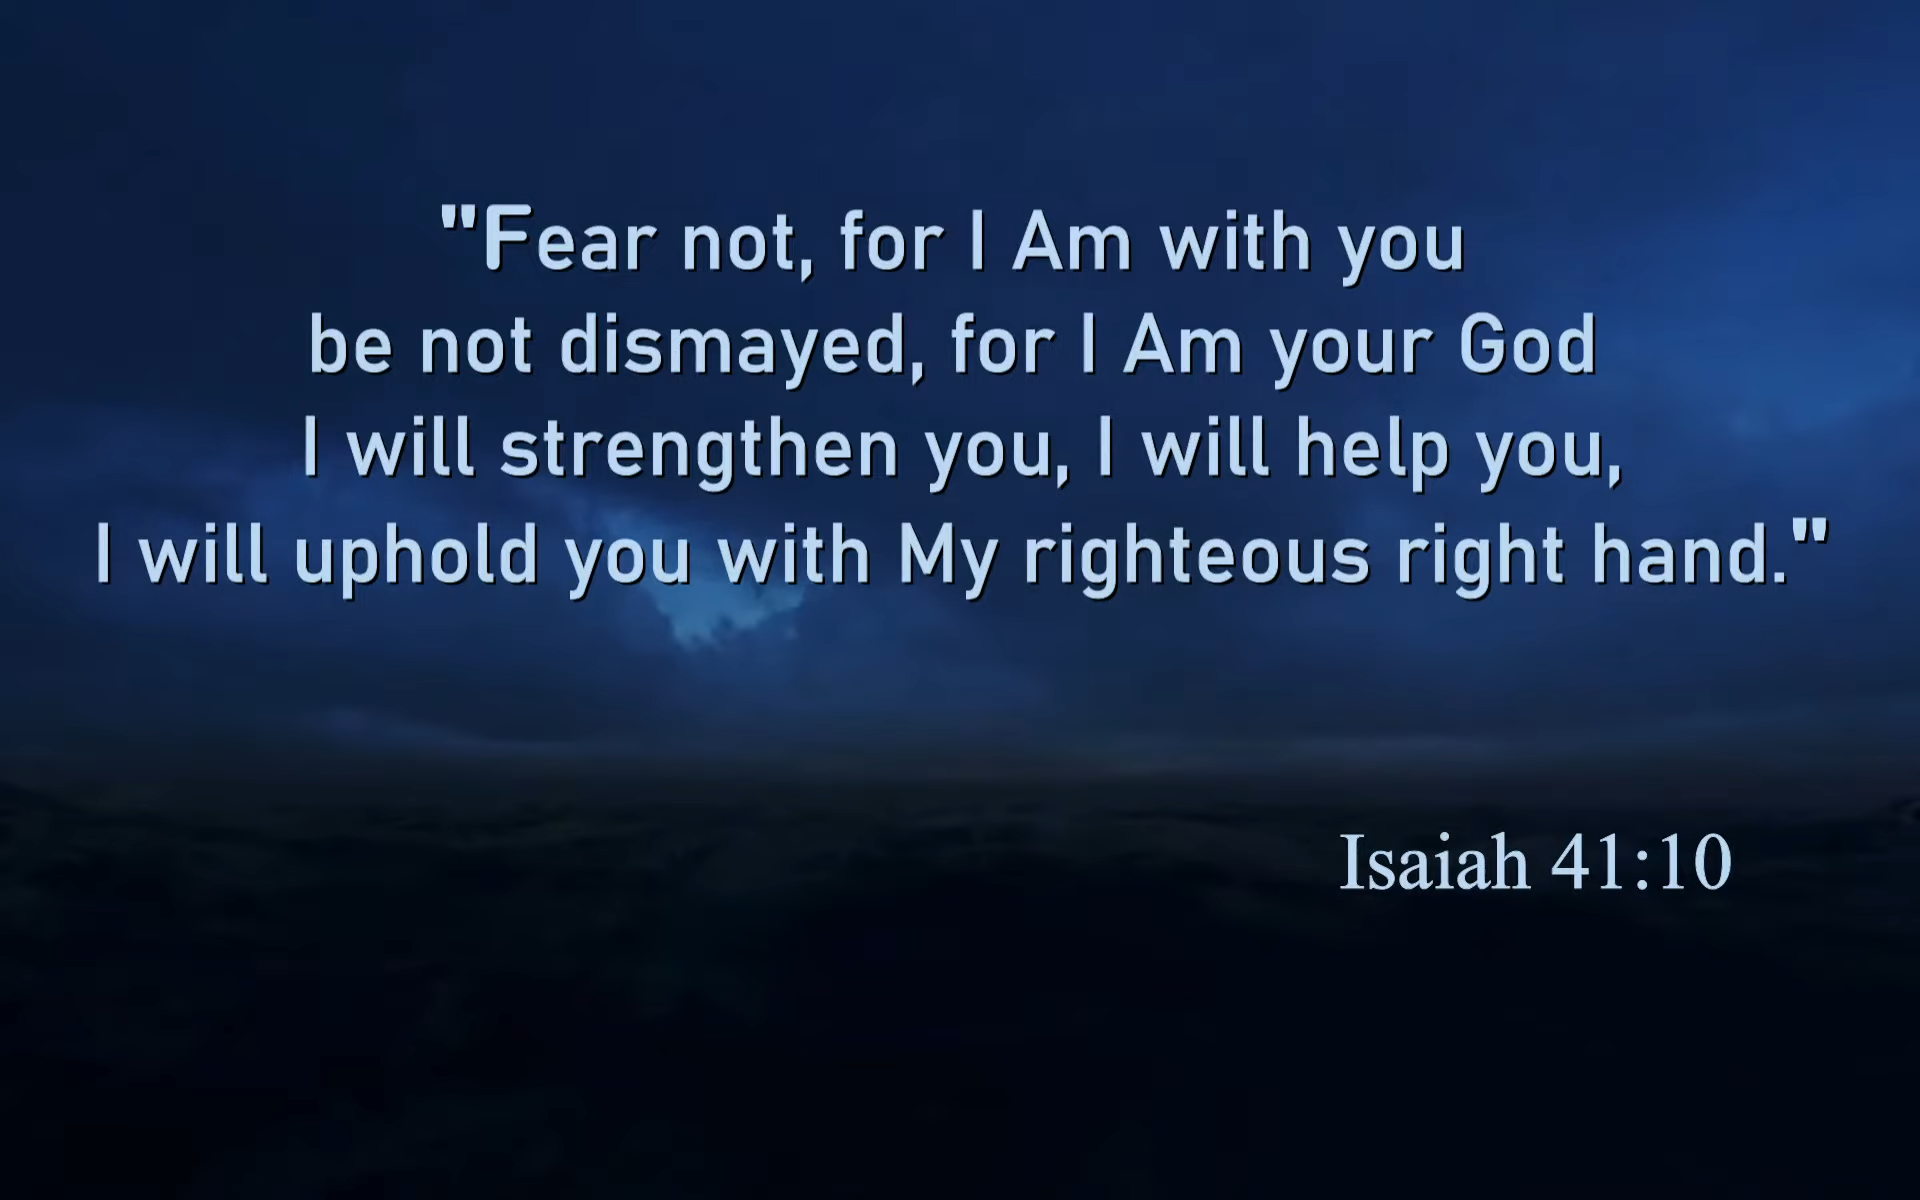 "Fear not, for I Am with you
be not dismayed, for I Am your God
I will strengthen you, I will help you,
I will uphold you with My righteous right hand."
Isaiah 41:10